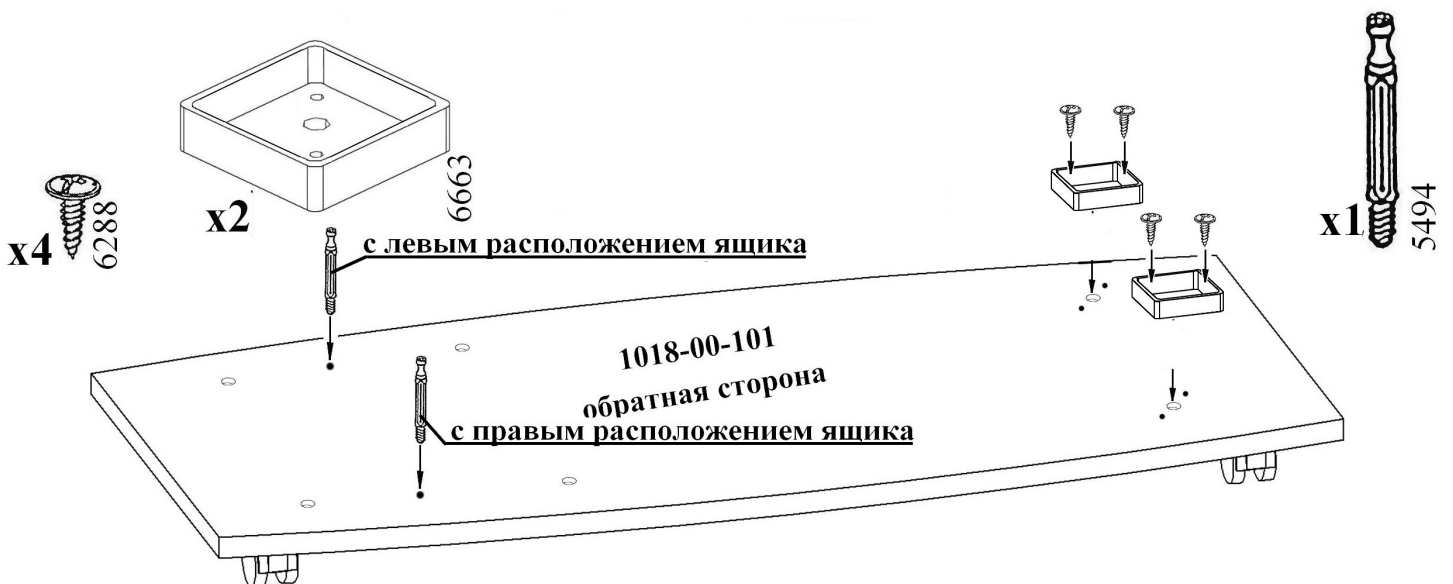 x4
6288
x2
6663
x1
5494
с левым расположением ящика
1018-00-101
обратная сторона
с правым расположением ящика